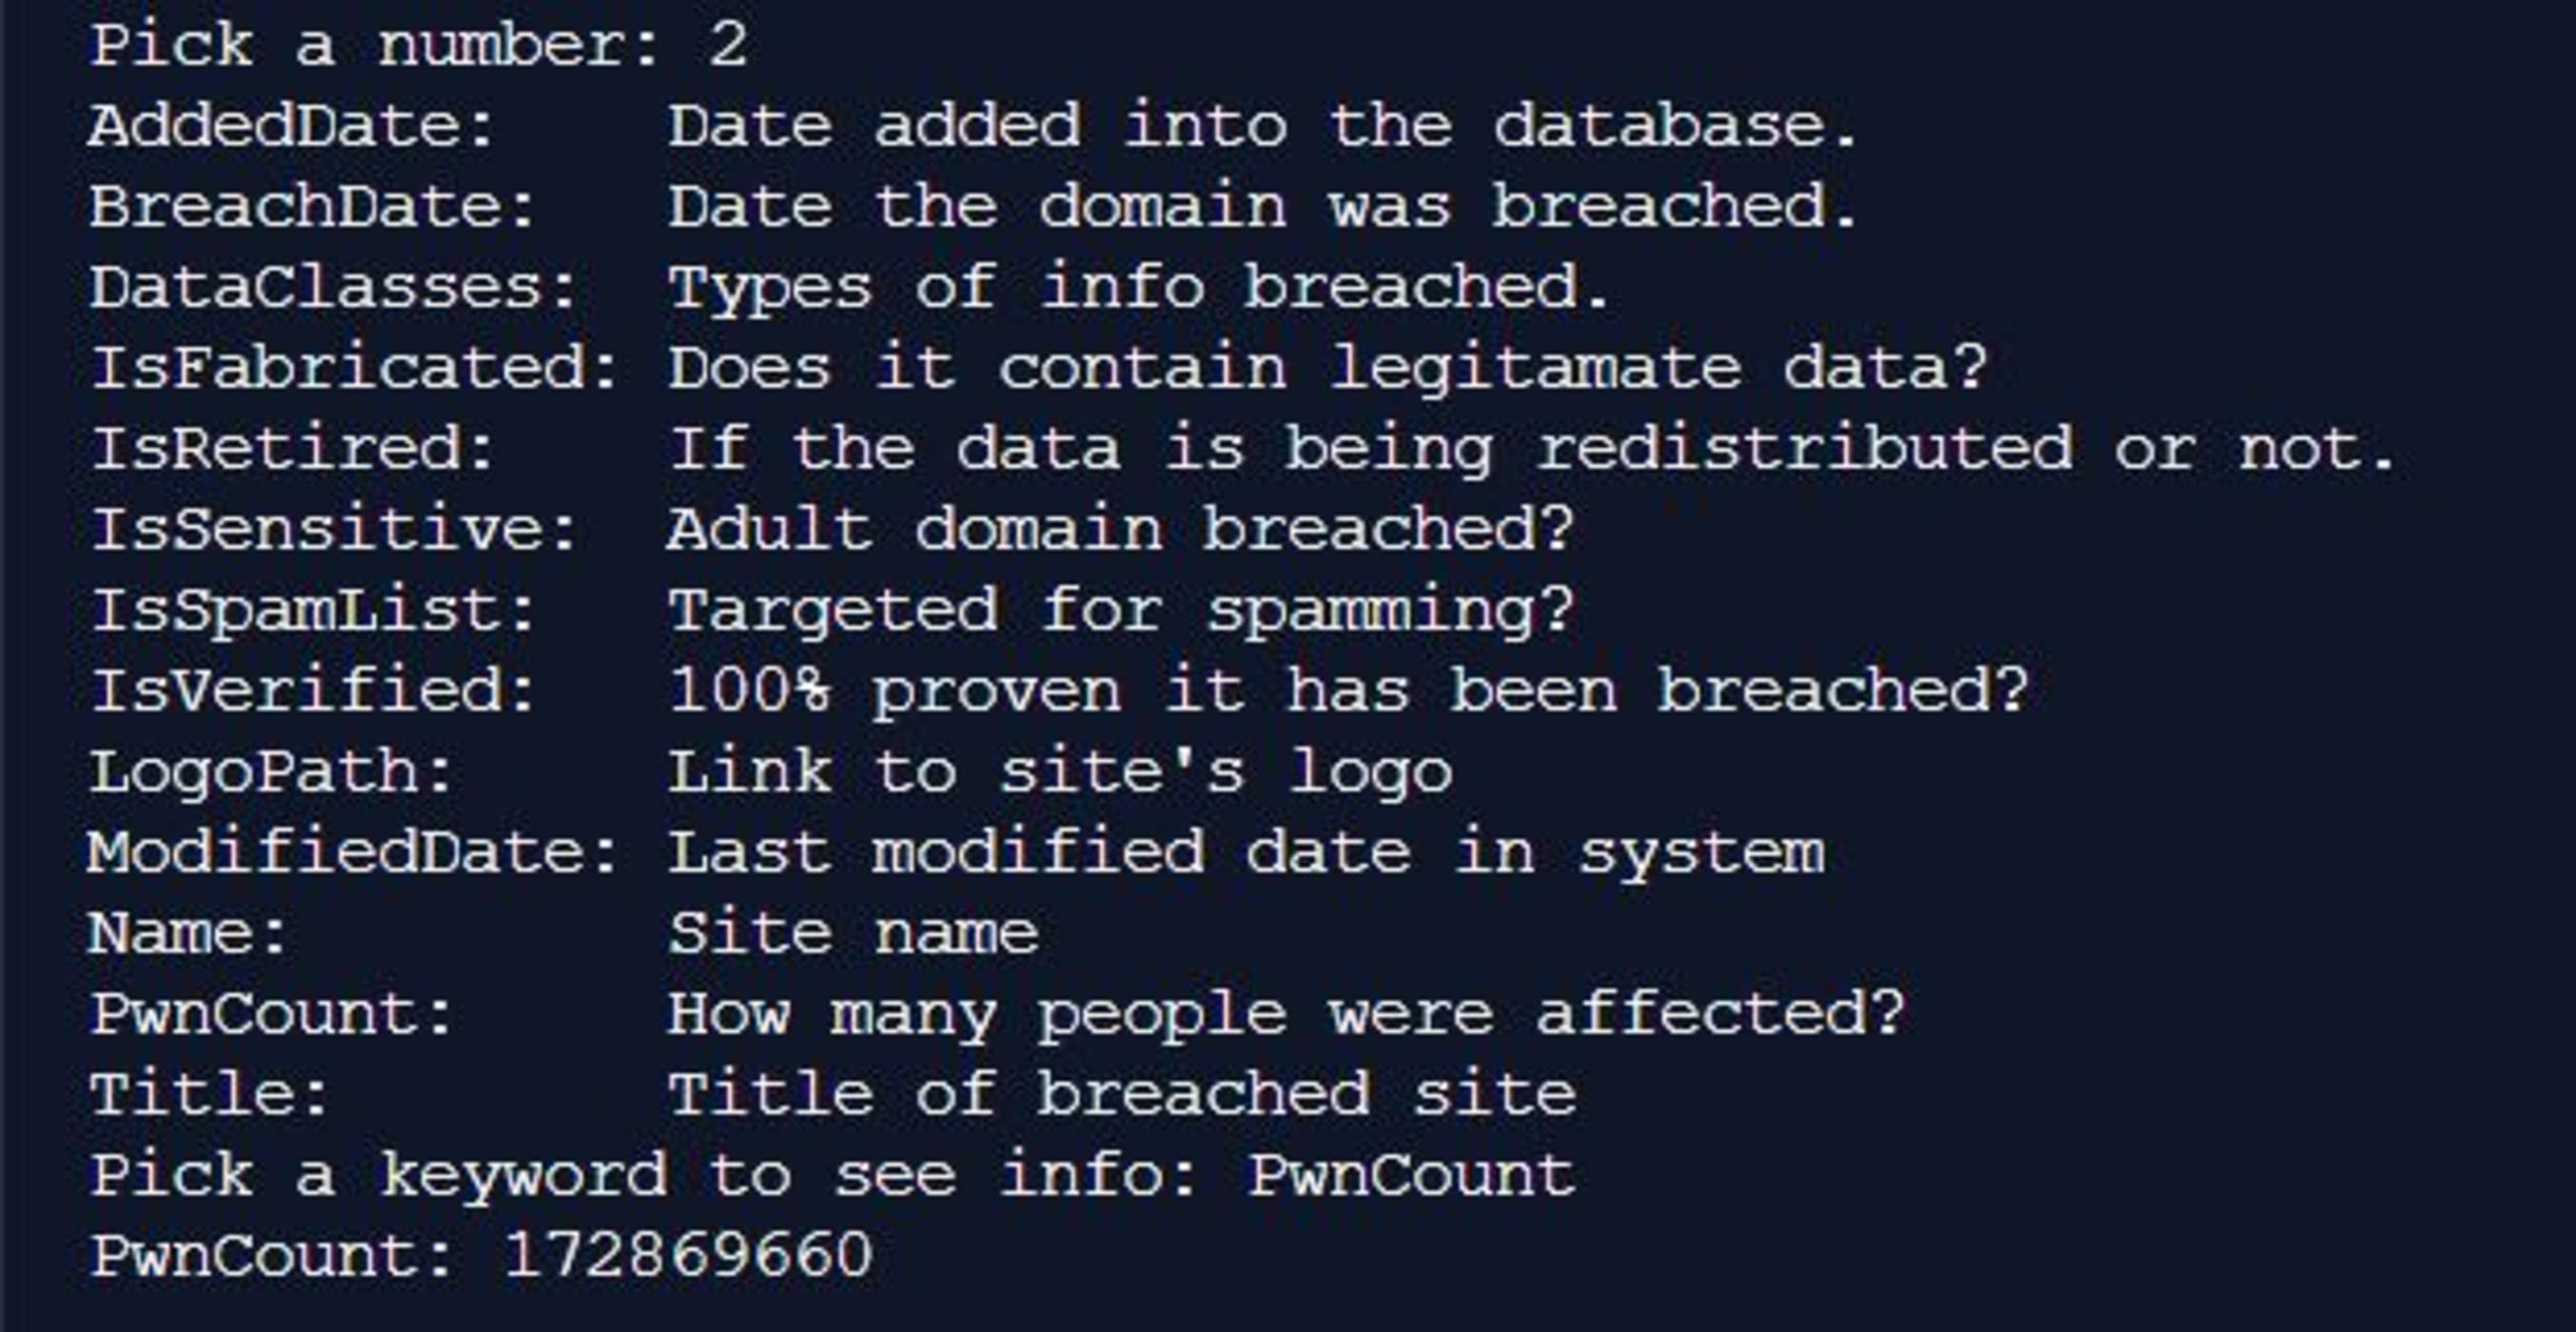 Pick a number: 2
AddedDate:    Date added into the database.
BreachDate:   Date the domain was breached.
DataClasses:  Types of info breached.
IsFabricated: Does it contain legitamate data?
IsRetired:    If the data is being redistributed or not.
IsSensitive:  Adult domain breached?
IsSpamList:   Targeted for spamming?
IsVerified:   100% proven it has been breached?
LogoPath:     Link to site's logo
ModifiedDate: Last modified date in system
Name:         Site name
PwnCount:     How many people were affected?
Title:        Title of breached site
Pick a keyword to see info: PwnCount
PwnCount: 172869660